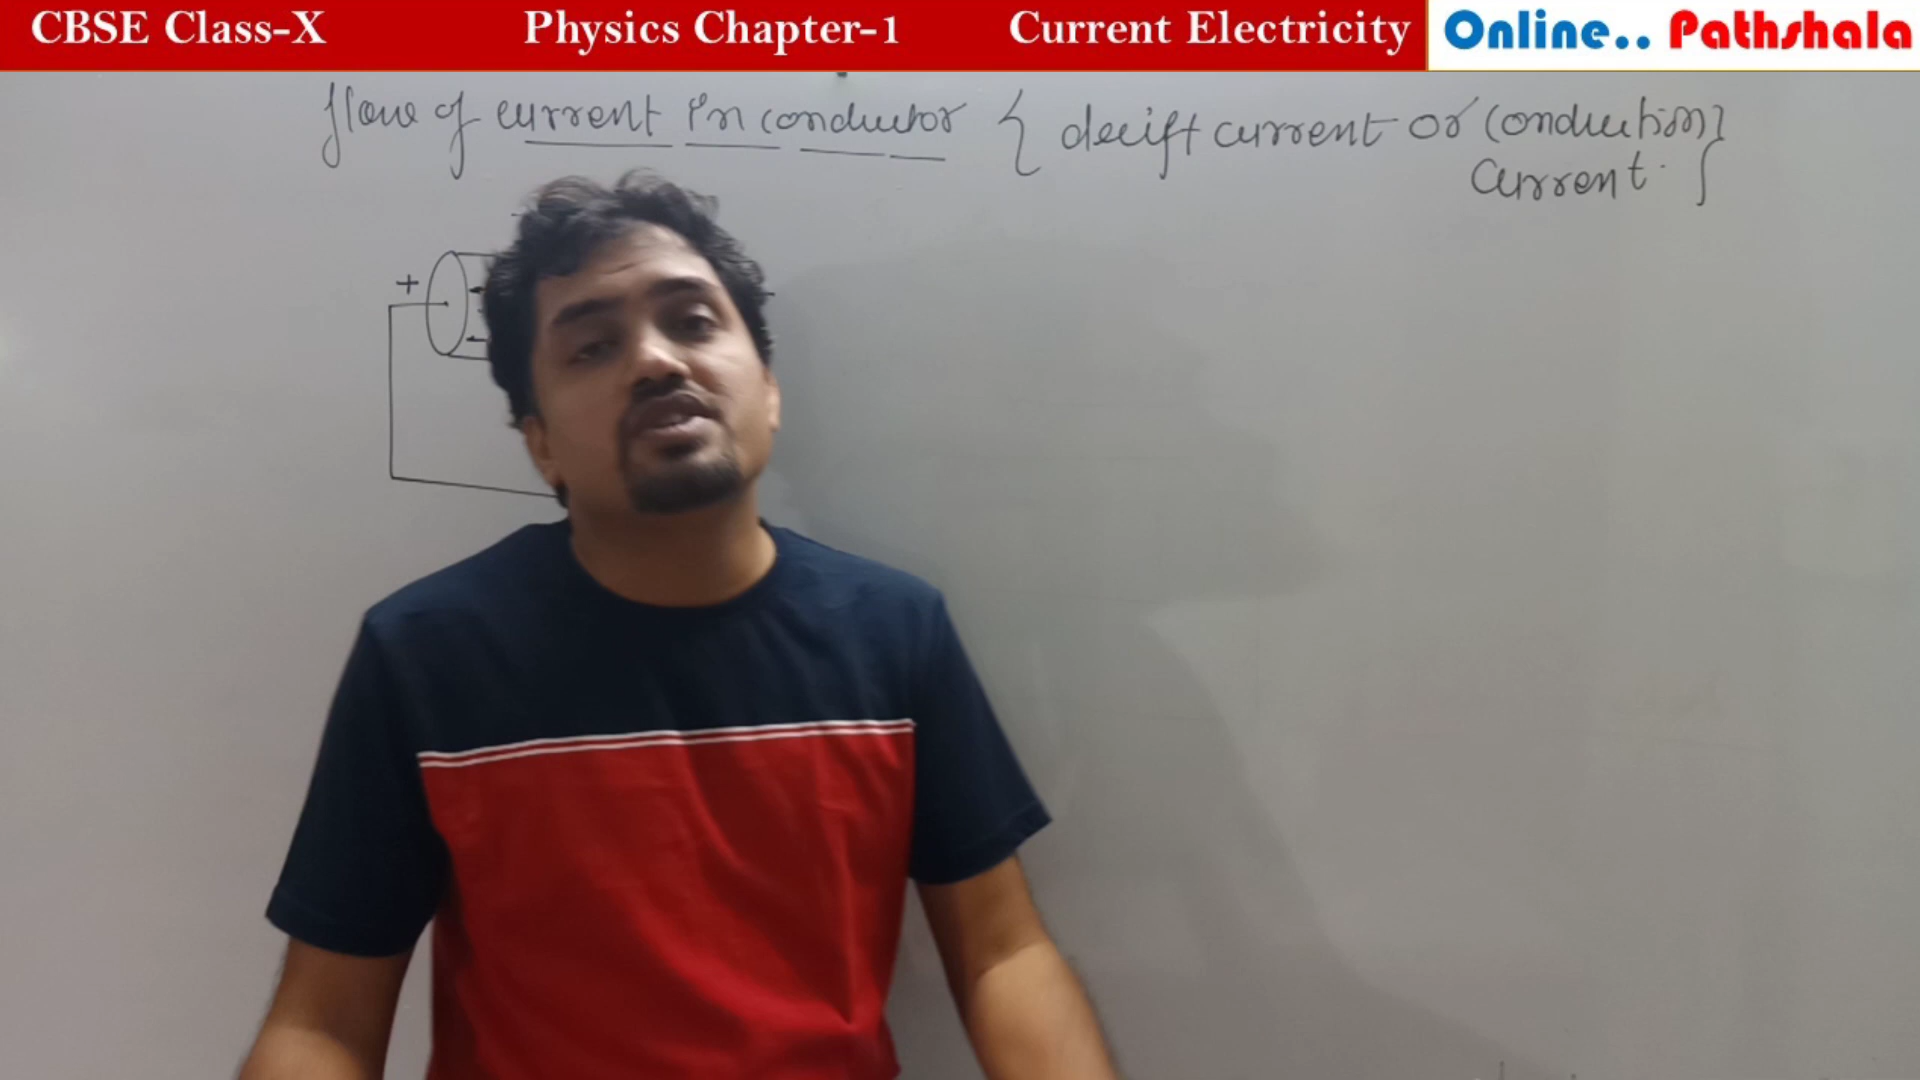 CBSE Class-X Physics Chapter-1 Current Electricity Online.. Pathshala
flow of current in conductor { drift current or (conduction}
current. }
+